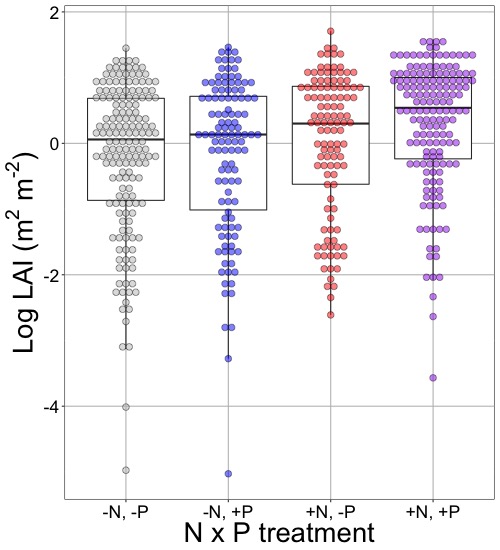 2
0
-2
-4
Log LAI (m² m⁻²)
-N, -P
-N, +P
+N, -P
+N, +P
N x P treatment